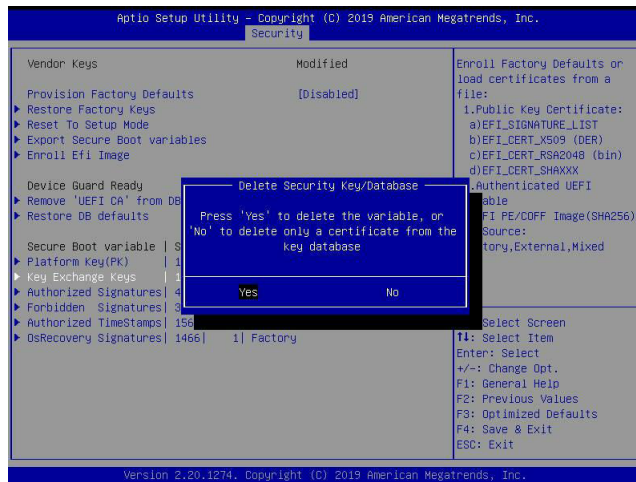 Aptio Setup Utility – Copyright (C) 2019 American Megatrends, Inc.
Security
Vendor Keys Modified
Provision Factory Defaults [Disabled]
Restore Factory Keys
Reset To Setup Mode
Export Secure Boot variables
Enroll Efi Image
Device Guard Ready
Remove 'UEFI CA' from DB
Restore DB defaults
Secure Boot variable | S
Platform Key(PK) | 1
Key Exchange Keys | 1
Authorized Signatures| 4
Forbidden Signatures| 3
Authorized TimeStamps| 156
OsRecovery Signatures| 1466| 1| Factory
Delete Security Key/Database
Press 'Yes' to delete the variable, or
'No' to delete only a certificate from the
key database
Yes No
Enroll Factory Defaults or
load certificates from a
file:
1.Public Key Certificate:
a)EFI_SIGNATURE_LIST
b)EFI_CERT_X509 (DER)
c)EFI_CERT_RSA2048 (bin)
d)EFI_CERT_SHAXXX
.Authenticated UEFI
able
FI PE/COFF Image(SHA256)
Source:
tory,External,Mixed
Select Screen
↑↓: Select Item
Enter: Select
+/-: Change Opt.
F1: General Help
F2: Previous Values
F3: Optimized Defaults
F4: Save & Exit
ESC: Exit
Version 2.20.1274. Copyright (C) 2019 American Megatrends, Inc.